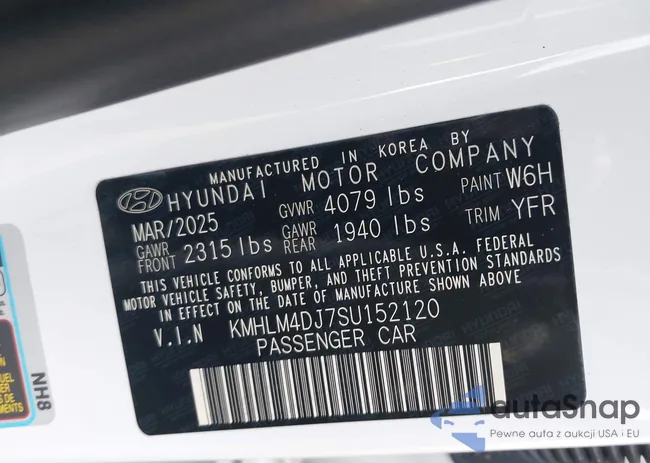 MANUFACTURED IN KOREA BY
HYUNDAI MOTOR COMPANY
MAR/2025 GVWR 4079 lbs PAINT W6H
GAWR FRONT 2315 lbs GAWR REAR 1940 lbs TRIM YFR
THIS VEHICLE CONFORMS TO ALL APPLICABLE U.S.A. FEDERAL
MOTOR VEHICLE SAFETY, BUMPER, AND THEFT PREVENTION STANDARDS
IN EFFECT ON THE DATE OF MANUFACTURE SHOWN ABOVE
V.I.N KMHLM4DJ7SU152120
PASSENGER CAR
NH8
autaSnap
Pewne auta z aukcji USA i EU